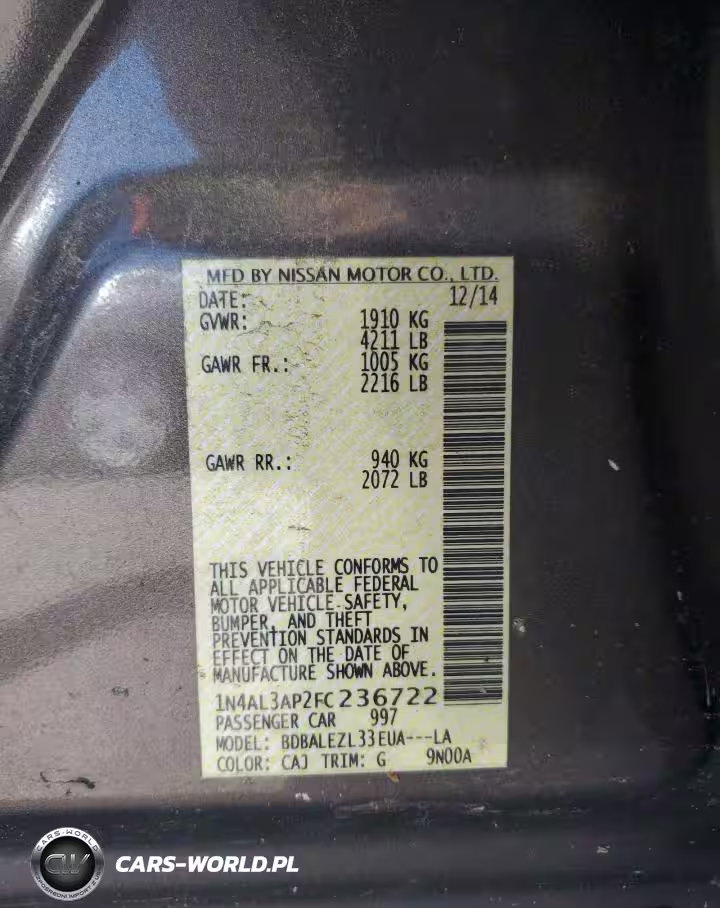 MFD BY NISSAN MOTOR CO., LTD.
DATE: 12/14
GVWR: 1910 KG
4211 LB
GAWR FR.: 1005 KG
2216 LB
GAWR RR.: 940 KG
2072 LB
THIS VEHICLE CONFORMS TO
ALL APPLICABLE FEDERAL
MOTOR VEHICLE SAFETY,
BUMPER, AND THEFT
PREVENTION STANDARDS IN
EFFECT ON THE DATE OF
MANUFACTURE SHOWN ABOVE.
1N4AL3AP2FC236722
PASSENGER CAR 997
MODEL: BDBALEZL33EUA---LA
COLOR: CAJ TRIM: G 9N00A
CARS-WORLD
CW
CARS-WORLD.PL